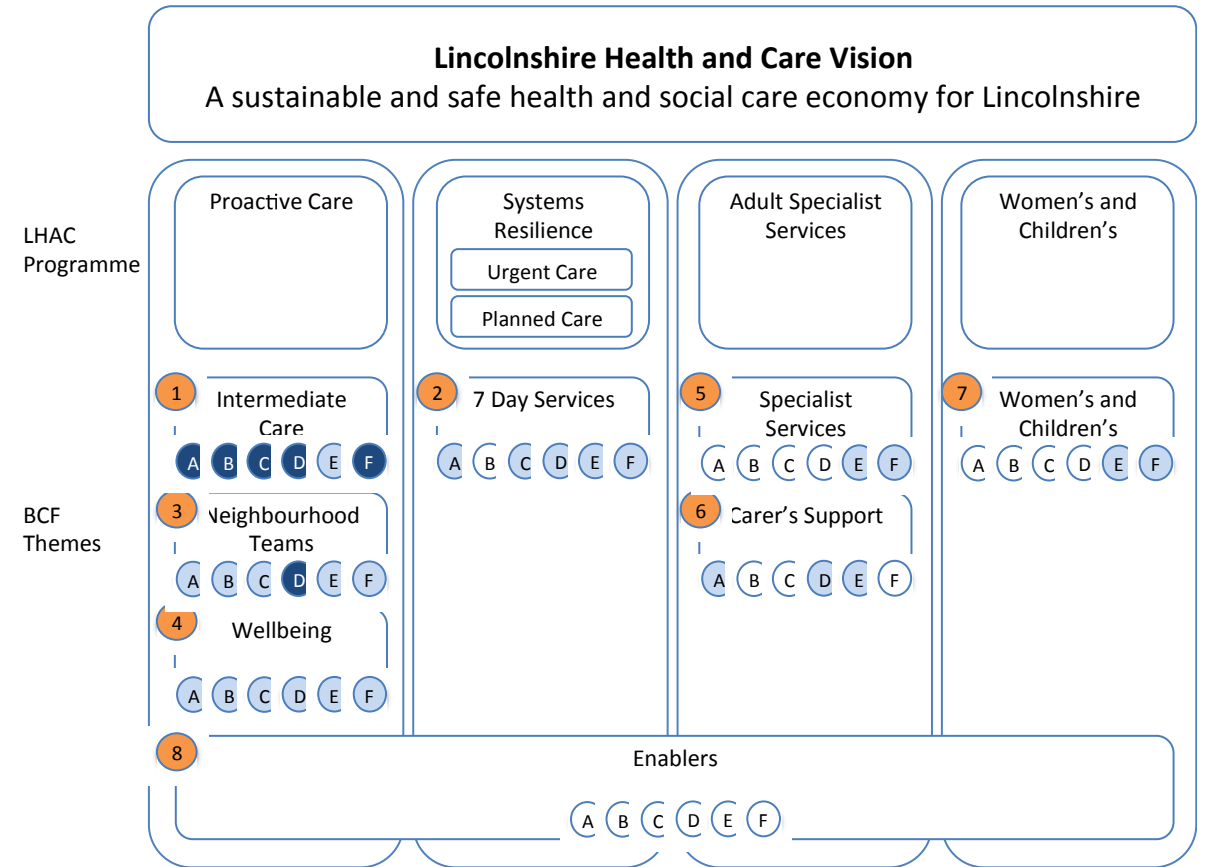 Lincolnshire Health and Care Vision
A sustainable and safe health and social care economy for Lincolnshire
LHAC
Programme
Proactive Care
Systems
Resilience
Urgent Care
Planned Care
Adult Specialist
Services
Women's and
Children's
BCF
Themes
1
Intermediate
Care
A B C D E F
2
7 Day Services
A B C D E F
5
Specialist
Services
A B C D E F
7
Women's and
Children's
A B C D E F
3
Neighbourhood
Teams
A B C D E F
6
Carer's Support
A B C D E F
4
Wellbeing
A B C D E F
8
Enablers
A B C D E F